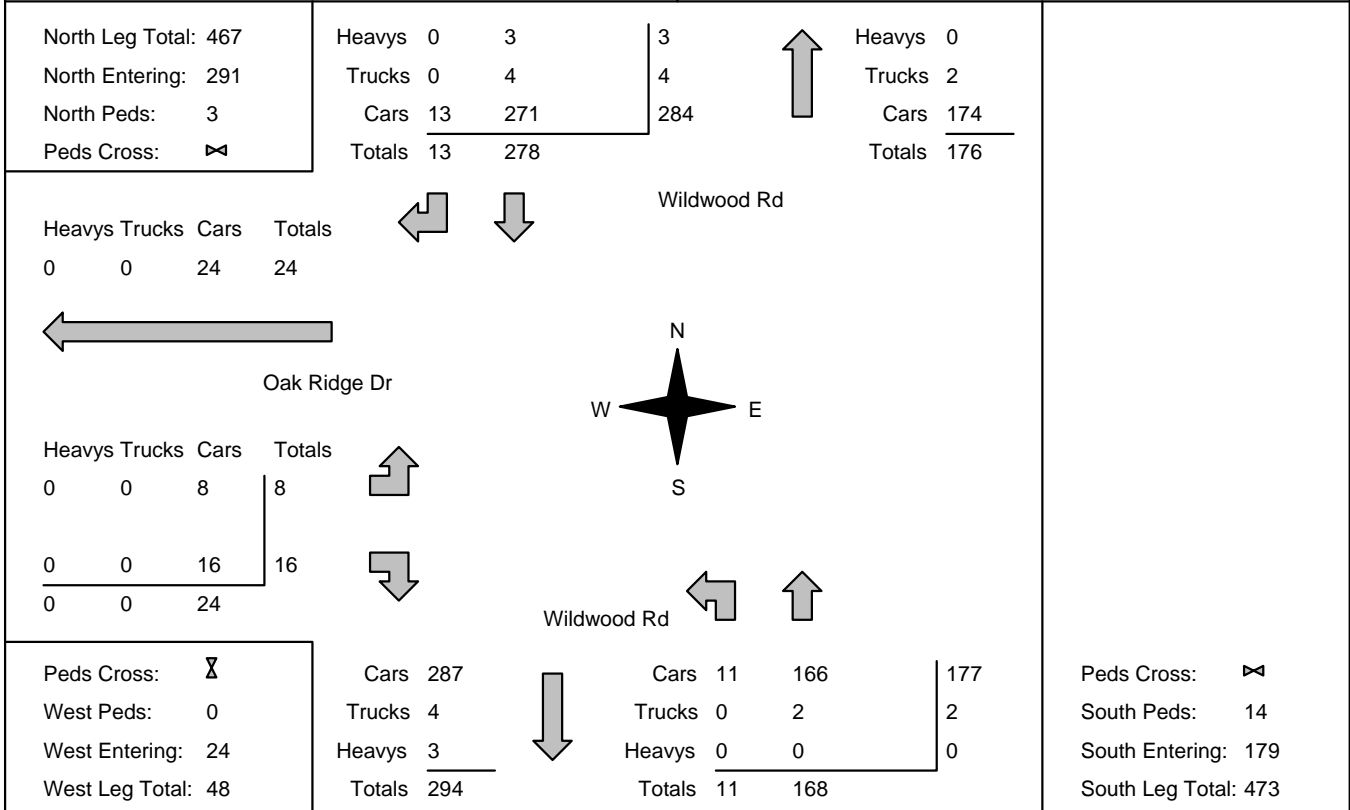 North Leg Total: 467
North Entering: 291
North Peds: 3
Peds Cross:
Heavys 0 3 3
Trucks 0 4 4
Cars 13 271 284
Totals 13 278
Heavys 0
Trucks 2
Cars 174
Totals 176
Wildwood Rd
Heavys Trucks Cars Totals
0 0 24 24
Oak Ridge Dr
N
W E
S
Heavys Trucks Cars Totals
0 0 8 8
0 0 16 16
0 0 24
Wildwood Rd
Peds Cross:
West Peds: 0
West Entering: 24
West Leg Total: 48
Cars 287
Trucks 4
Heavys 3
Totals 294
Cars 11 166 177
Trucks 0 2 2
Heavys 0 0 0
Totals 11 168
Peds Cross:
South Peds: 14
South Entering: 179
South Leg Total: 473